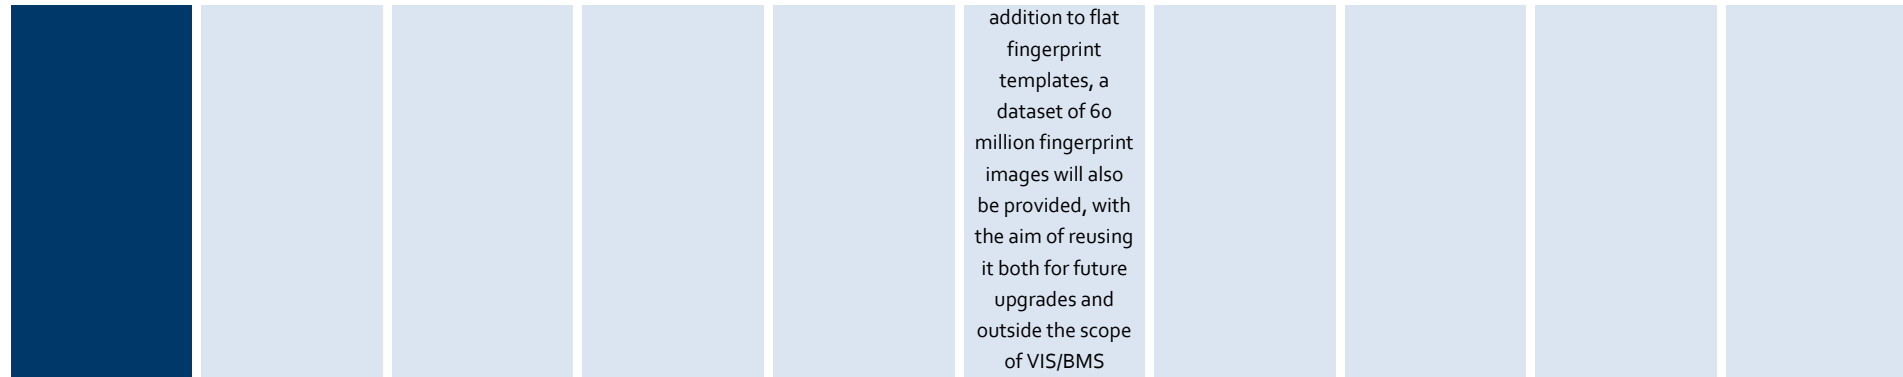 addition to flat
fingerprint
templates, a
dataset of 60
million fingerprint
images will also
be provided, with
the aim of reusing
it both for future
upgrades and
outside the scope
of VIS/BMS